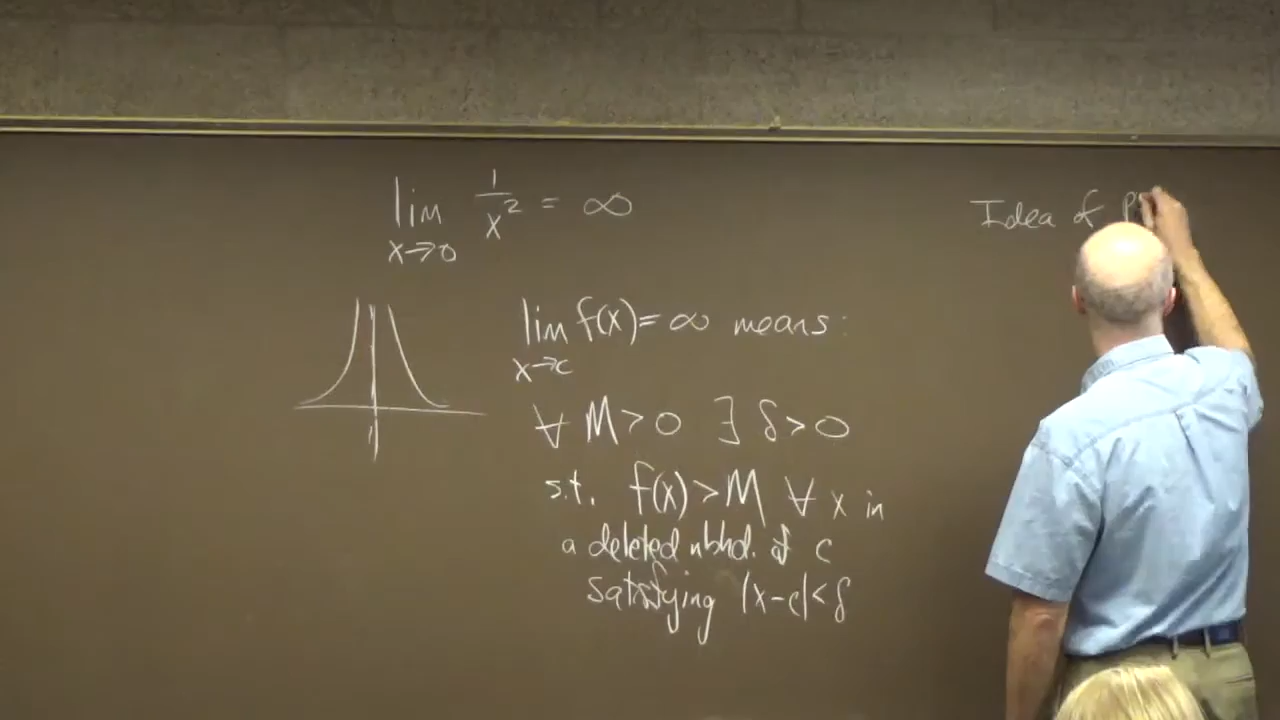 lim 1/x² = ∞
x→0
lim f(x) = ∞ means:
x→c
∀ M > 0 ∃ δ > 0
s.t. f(x) > M ∀ x in
a deleted nbhd. of c
satisfying |x-c| < δ
Idea of